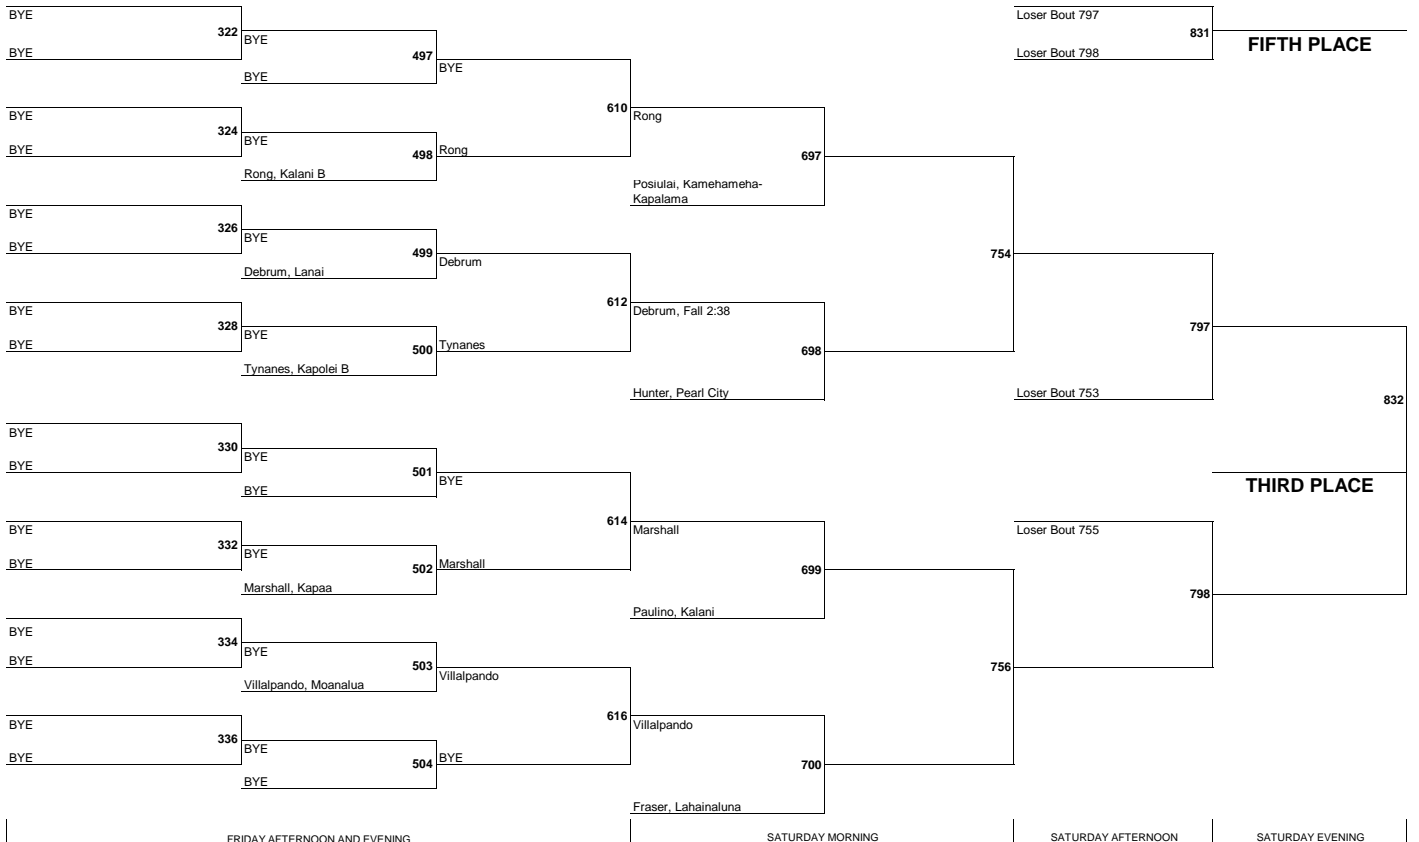 BYE
322
BYE
BYE
497
BYE
BYE
BYE
324
BYE
BYE
498
Rong
Rong, Kalani B
610
Rong
697
Posiulai, Kamehameha-
Kapalama
BYE
326
BYE
BYE
499
Debrum
Debrum, Lanai
612
Debrum, Fall 2:38
BYE
328
BYE
BYE
500
Tynanes
Tynanes, Kapolei B
698
Hunter, Pearl City
754
797
Loser Bout 753
BYE
330
BYE
BYE
501
BYE
BYE
614
Marshall
BYE
332
BYE
BYE
502
Marshall
Marshall, Kapaa
699
Paulino, Kalani
BYE
334
BYE
BYE
503
Villalpando
Villalpando, Moanalua
616
Villalpando
BYE
336
BYE
BYE
504
BYE
BYE
700
Fraser, Lahainaluna
756
Loser Bout 755
798
Loser Bout 797
831
Loser Bout 798
FIFTH PLACE
832
THIRD PLACE
FRIDAY AFTERNOON AND EVENING
SATURDAY MORNING
SATURDAY AFTERNOON
SATURDAY EVENING